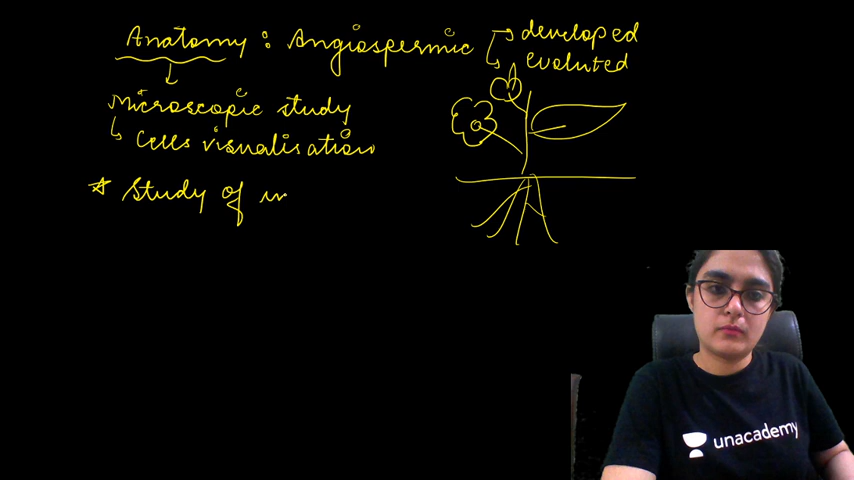 Anatomy : Angiospermic
developed
evoluted
Microscopic study
Cells visualisation
* Study of
unacademy